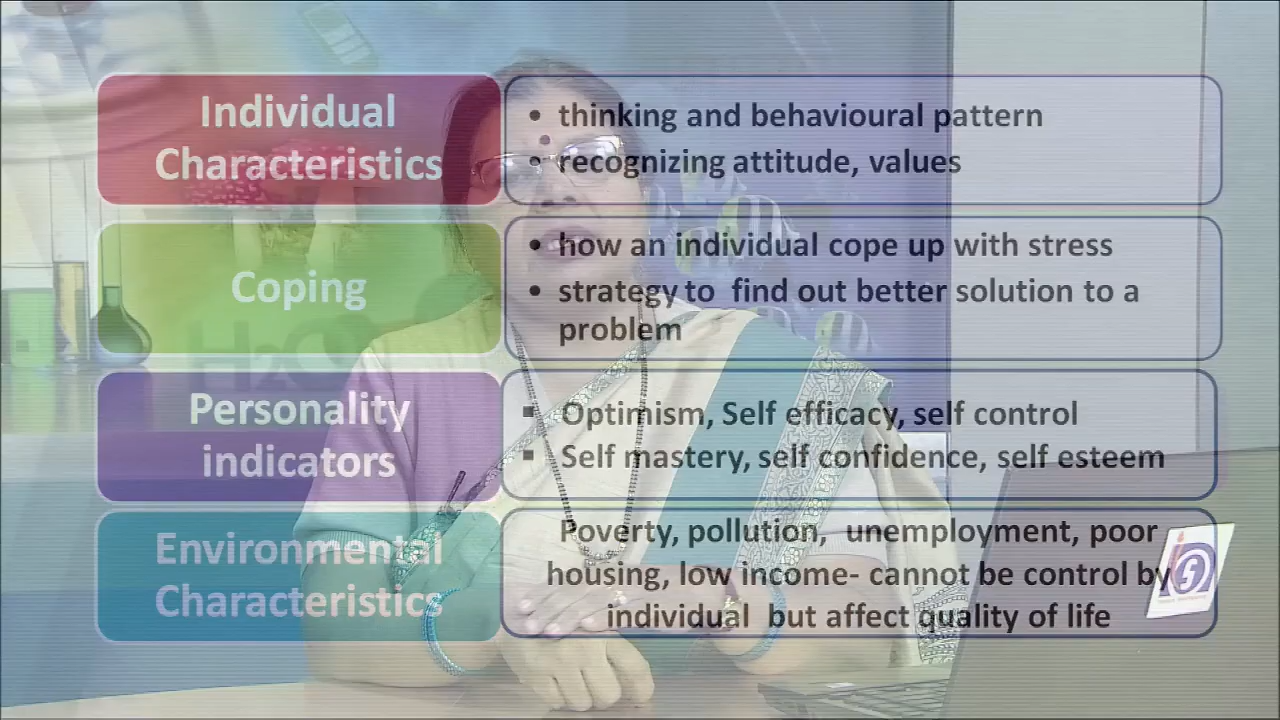 Individual
Characteristics
• thinking and behavioural pattern
• recognizing attitude, values
Coping
• how an individual cope up with stress
• strategy to find out better solution to a
problem
Personality
indicators
▪ Optimism, Self efficacy, self control
▪ Self mastery, self confidence, self esteem
Environmental
Characteristics
Poverty, pollution, unemployment, poor
housing, low income- cannot be control by
individual but affect quality of life